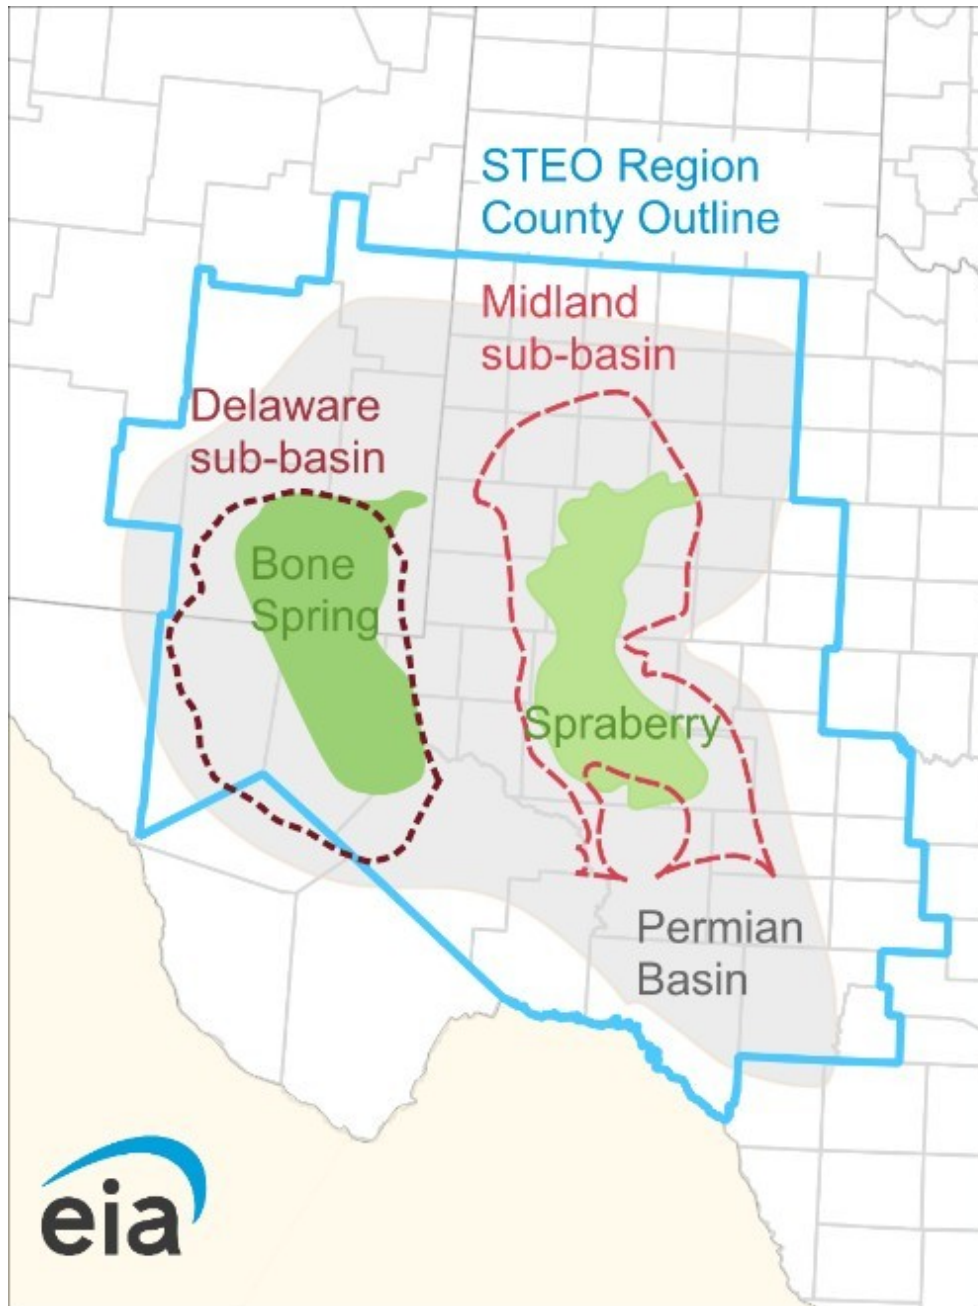 STEO Region
County Outline
Midland
sub-basin
Delaware
sub-basin
Bone
Spring
Spraberry
Permian
Basin
eia